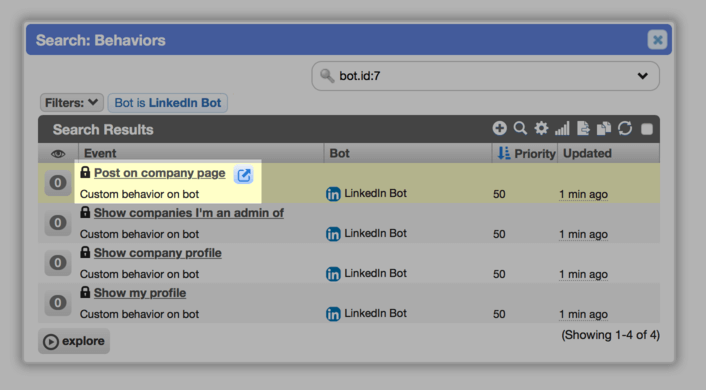 Search: Behaviors
bot.id:7
Filters:
Bot is LinkedIn Bot
Search Results
Event Bot Priority Updated
0 Post on company page
Custom behavior on bot in LinkedIn Bot 50 1 min ago
0 Show companies I'm an admin of
Custom behavior on bot in LinkedIn Bot 50 1 min ago
0 Show company profile
Custom behavior on bot in LinkedIn Bot 50 1 min ago
0 Show my profile
Custom behavior on bot in LinkedIn Bot 50 1 min ago
explore (Showing 1-4 of 4)